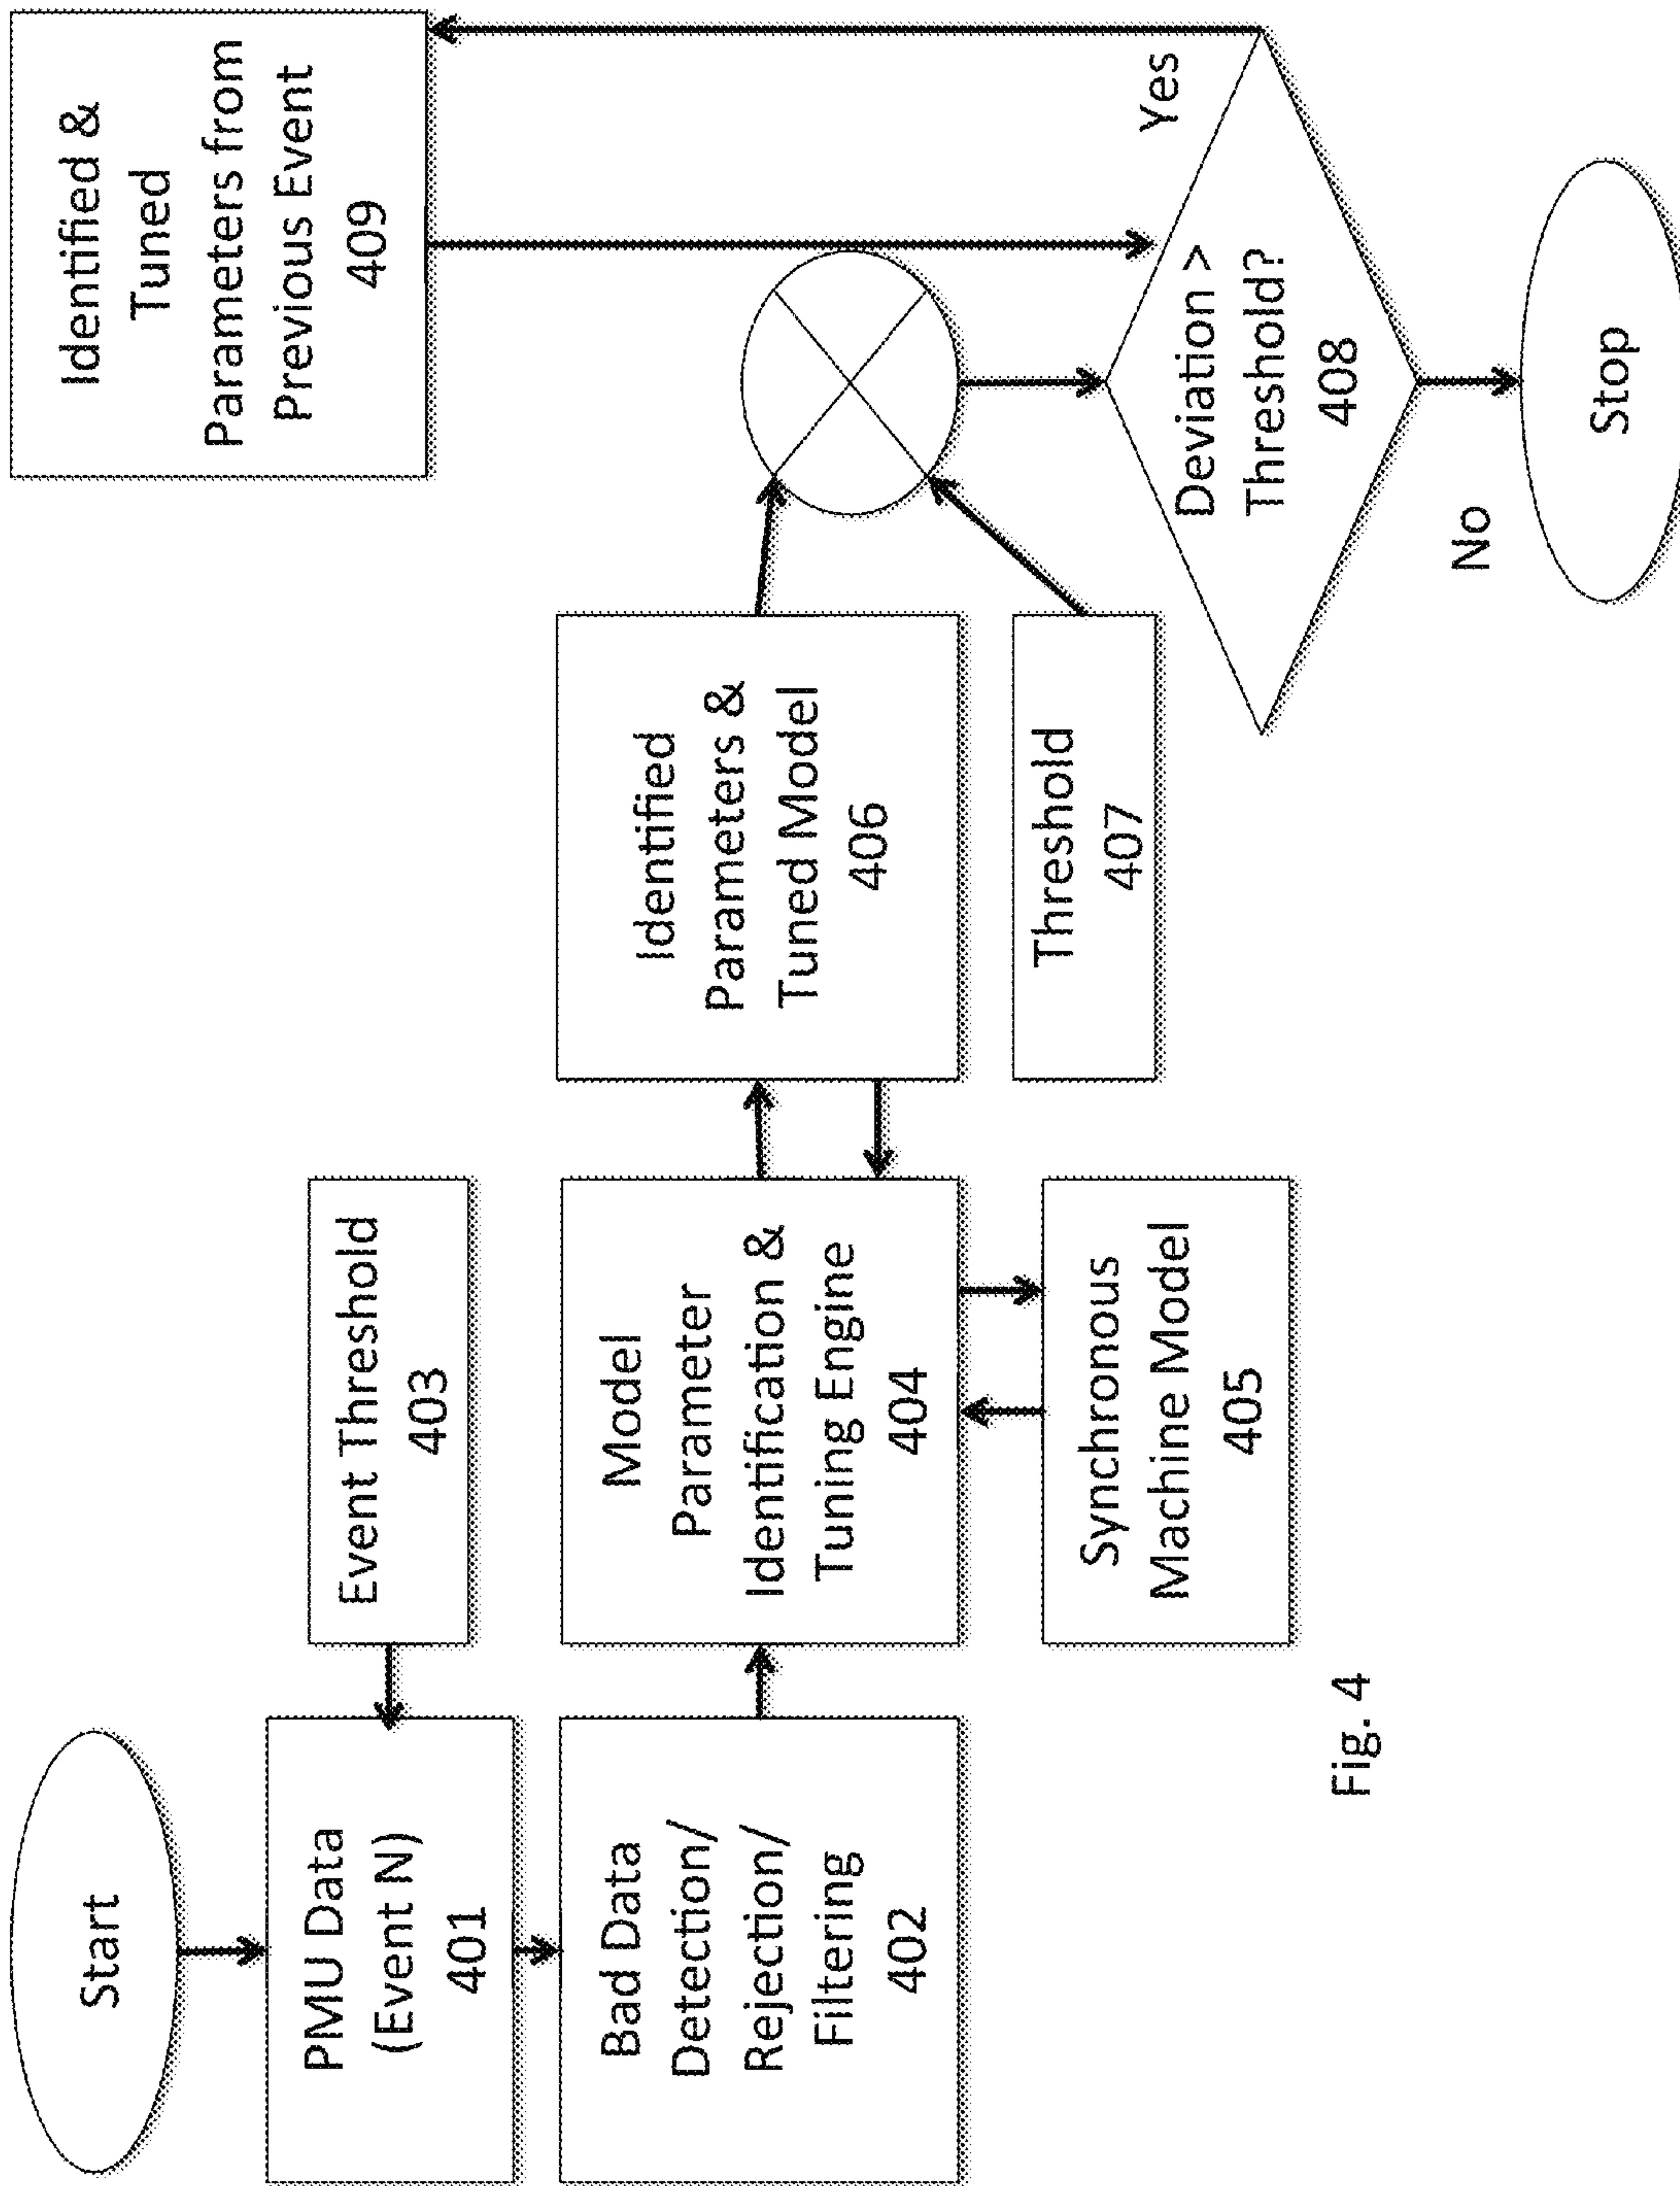 Start
PMU Data
(Event N)
401
Bad Data
Detection/
Rejection/
Filtering
402
Event Threshold
403
Model
Parameter
Identification &
Tuning Engine
404
Synchronous
Machine Model
405
Identified
Parameters &
Tuned Model
406
Threshold
407
Identified &
Tuned
Parameters from
Previous Event
409
Deviation >
Threshold?
408
Yes
No
Stop
Fig. 4